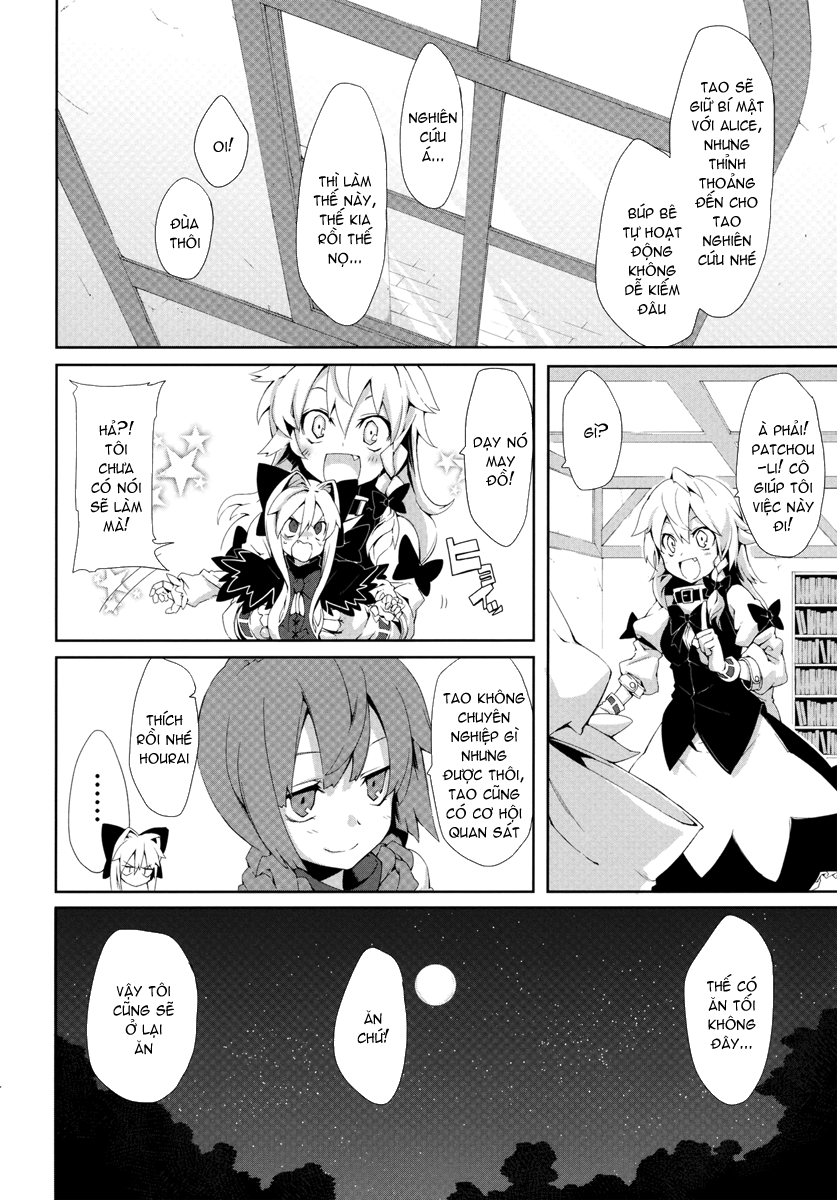 TAO SẼ
GIỮ BÍ MẬT
VỚI ALICE,
NHƯNG
THỈNH
THOẢNG
ĐẾN CHO
TAO
NGHIÊN
CỨU NHÉ
BÚP BÊ
TỰ HOẠT
ĐỘNG
KHÔNG
DỄ KIẾM
ĐÂU
NGHIÊN
CỨU
Á...
THÌ LÀM
THẾ NÀY,
THẾ KIA
RỒI THẾ
NỌ...
OI!
ĐÙA
THÔI
À PHẢI!
PATCHOU
-LI! CÔ
GIÚP TÔI
VIỆC NÀY
ĐI!
GÌ?
DẠY NÓ
MAY
ĐỒ!
ヒョイッ
HẢ?!
TÔI
CHƯA
CÓ NÓI
SẼ LÀM
MÀ!
TAO KHÔNG
CHUYÊN
NGHIỆP GÌ
NHƯNG
ĐƯỢC THÔI,
TAO CŨNG
CÓ CƠ HỘI
QUAN SÁT
THÍCH
RỒI NHÉ
HOURAI
......
THẾ CÓ
ĂN TỐI
KHÔNG
ĐÂY...
ĂN
CHỨ!
VẬY TÔI
CŨNG SẼ
Ở LẠI
ĂN